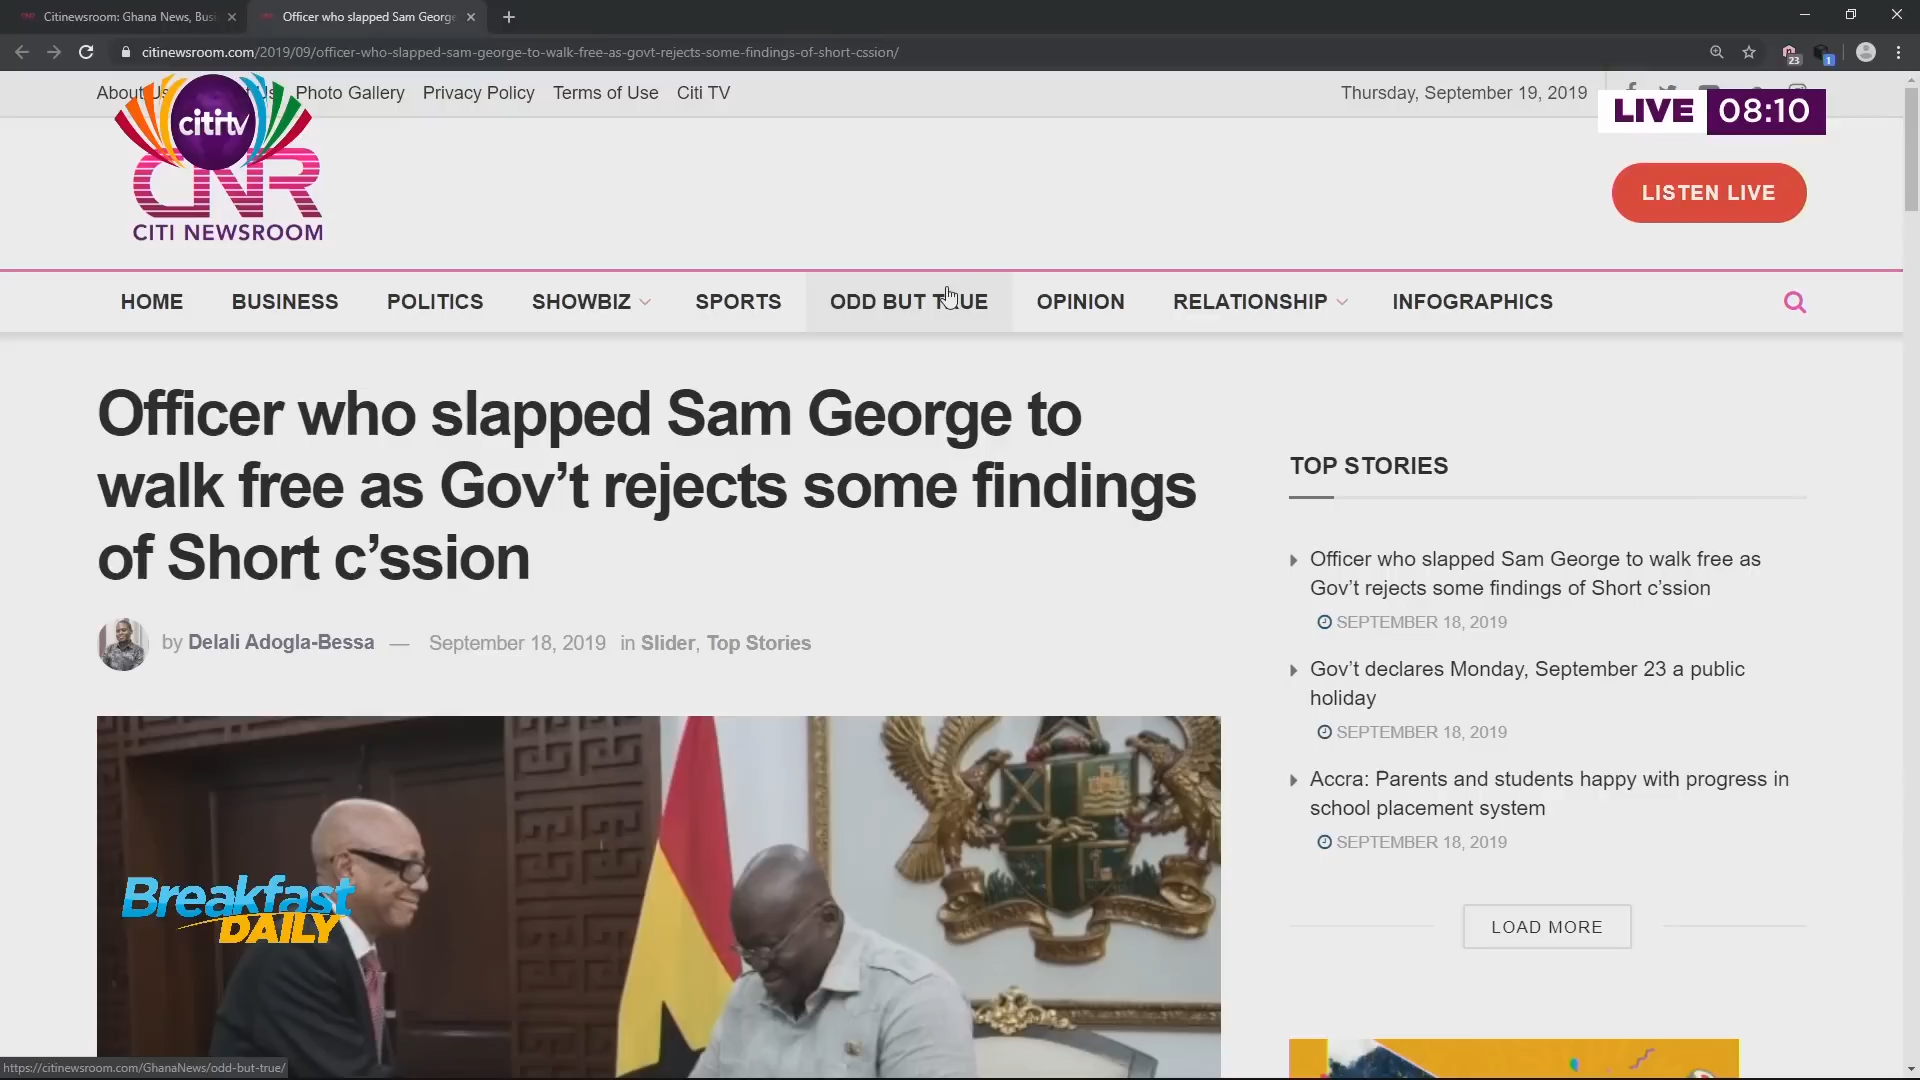 Citinewsroom: Ghana News, Busi
Officer who slapped Sam George
citinewsroom.com/2019/09/officer-who-slapped-sam-george-to-walk-free-as-govt-rejects-some-findings-of-short-cssion/
23
1
About Us
Photo Gallery
Privacy Policy
Terms of Use
Citi TV
Thursday, September 19, 2019
LIVE 08:10
cititv
CNR
CITI NEWSROOM
LISTEN LIVE
HOME
BUSINESS
POLITICS
SHOWBIZ
SPORTS
ODD BUT TRUE
OPINION
RELATIONSHIP
INFOGRAPHICS
Officer who slapped Sam George to
walk free as Gov’t rejects some findings
of Short c’ssion
by Delali Adogla-Bessa — September 18, 2019 in Slider, Top Stories
TOP STORIES
Officer who slapped Sam George to walk free as
Gov’t rejects some findings of Short c’ssion
SEPTEMBER 18, 2019
Gov’t declares Monday, September 23 a public
holiday
SEPTEMBER 18, 2019
Accra: Parents and students happy with progress in
school placement system
SEPTEMBER 18, 2019
LOAD MORE
Breakfast
DAILY
https://citinewsroom.com/GhanaNews/odd-but-true/